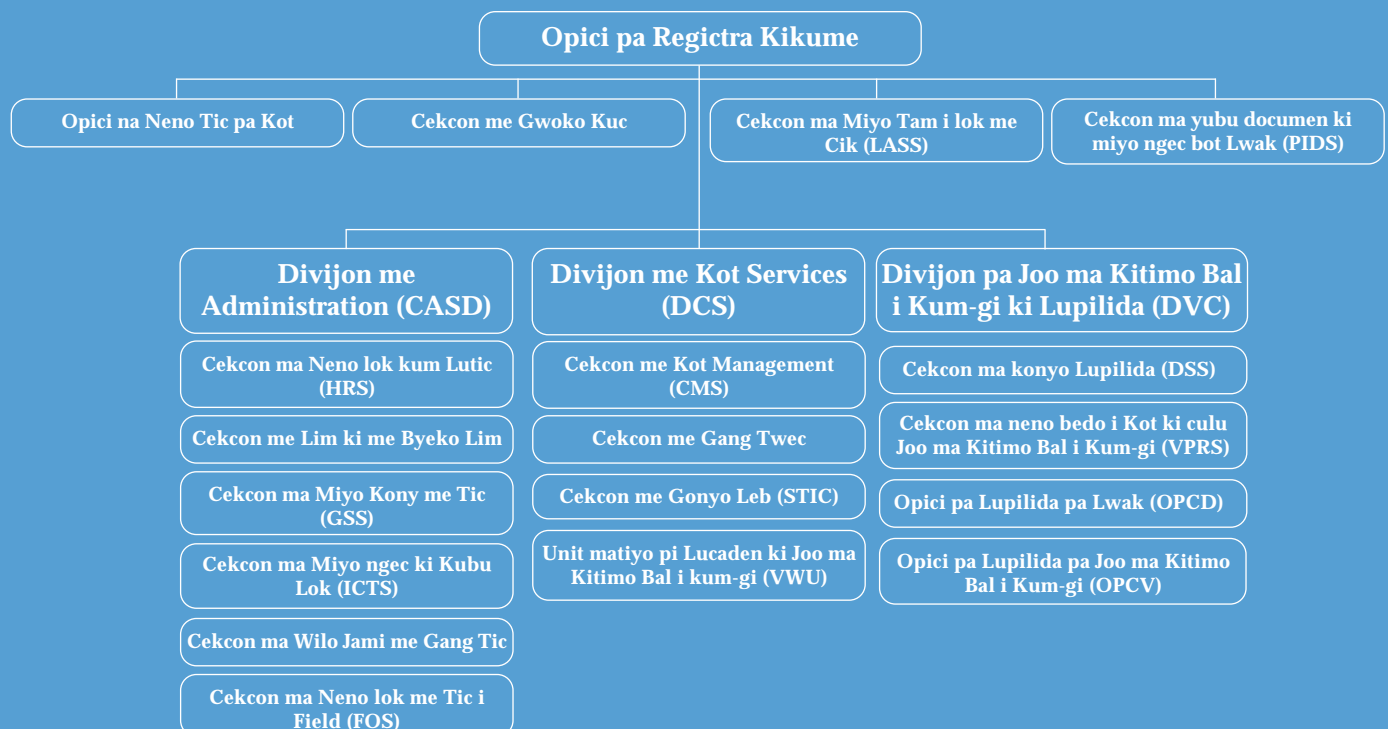 Opici pa Registra Kikume
Opici na Neno Tic pa Kot
Cekcon me Gwoko Kuc
Cekcon ma Miyo Tam i lok me
Cik (LASS)
Cekcon ma yubu documen ki
miyo ngec bot Lwak (PIDS)
Divijon me
Administration (CASD)
Cekcon ma Neno lok kum Lutic
(HRS)
Cekcon me Lim ki me Byeko Lim
Cekcon ma Miyo Kony me Tic
(GSS)
Cekcon ma Miyo ngec ki Kubu
Lok (ICTS)
Cekcon ma Wilo Jami me Gang Tic
Cekcon ma Neno lok me Tic i
Field (FOS)
Divijon me Kot Services
(DCS)
Cekcon me Kot Management
(CMS)
Cekcon me Gang Twec
Cekcon me Gonyo Leb (STIC)
Unit matiyo pi Lucaden ki Joo ma
Kitimo Bal i kum-gi (VWU)
Divijon pa Joo ma Kitimo Bal
i Kum-gi ki Lupilida (DVC)
Cekcon ma konyo Lupilida (DSS)
Cekcon ma neno bedo i Kot ki culu
Joo ma Kitimo Bal i Kum-gi (VPRS)
Opici pa Lupilida pa Lwak (OPCD)
Opici pa Lupilida pa Joo ma Kitimo
Bal i Kum-gi (OPCV)